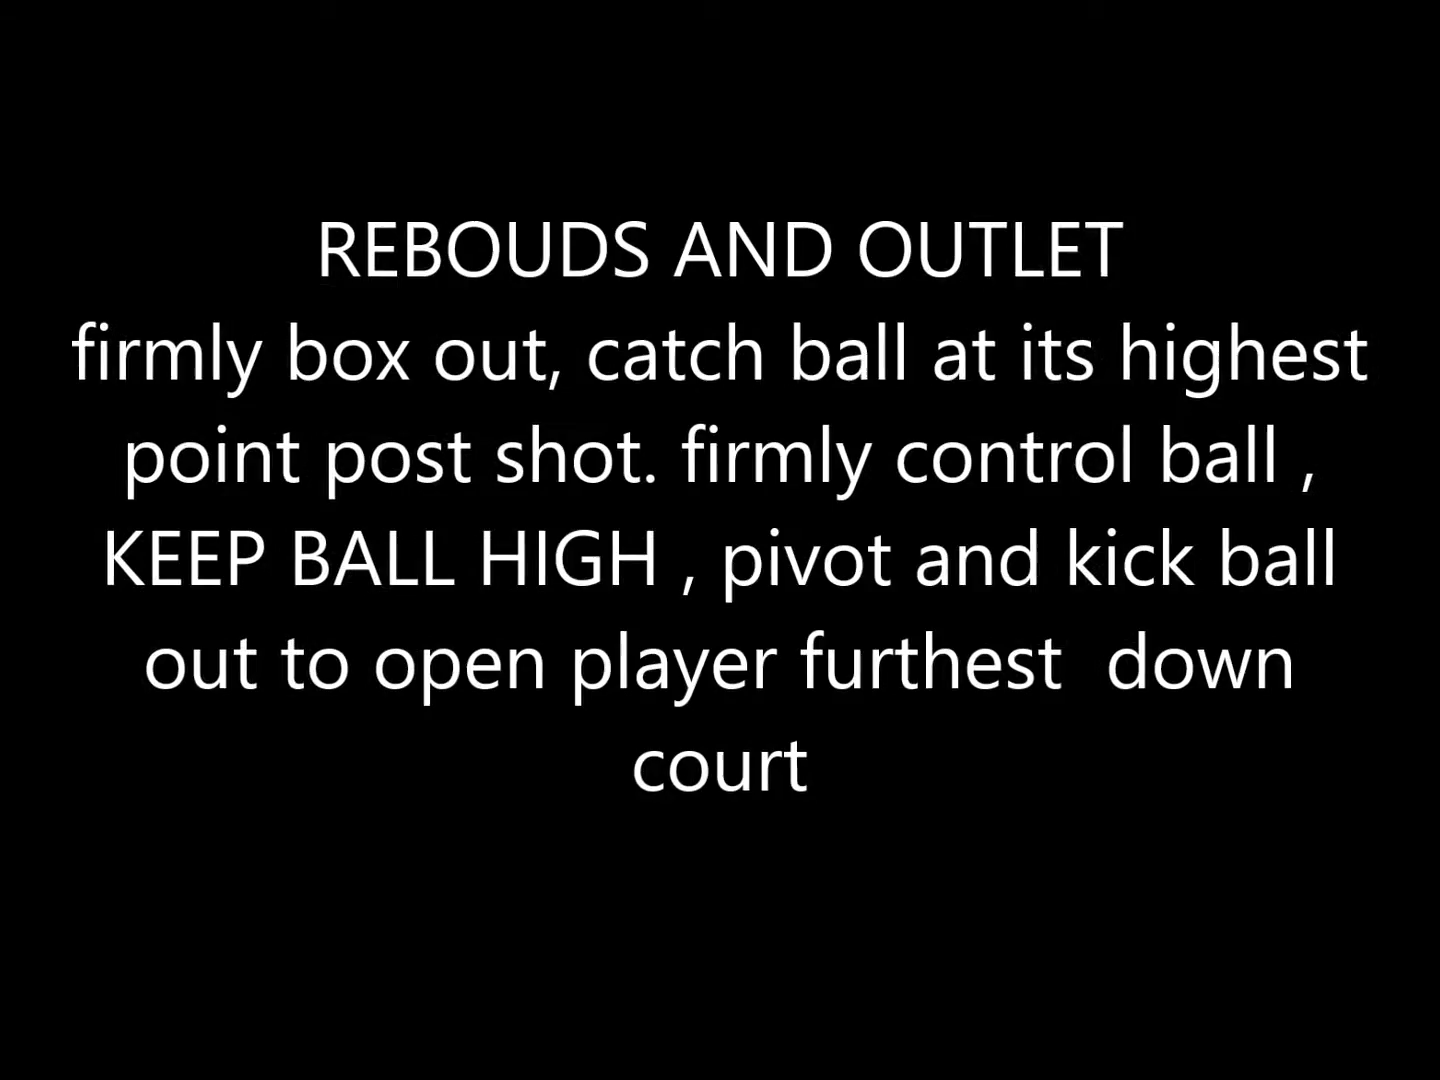 REBOUDS AND OUTLET
firmly box out, catch ball at its highest
point post shot. firmly control ball ,
KEEP BALL HIGH , pivot and kick ball
out to open player furthest  down
court